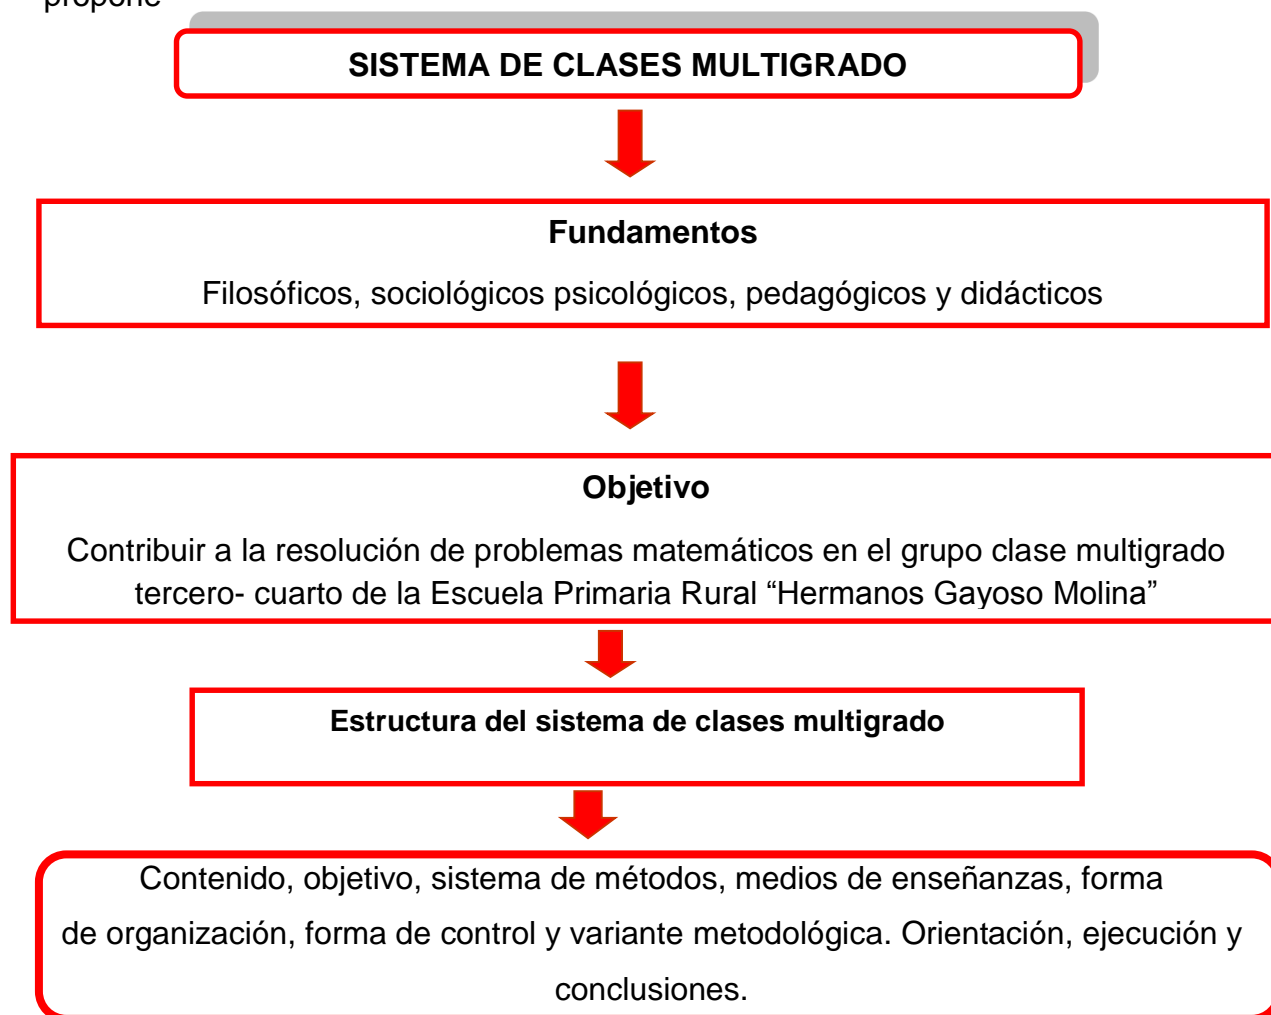 propone
SISTEMA DE CLASES MULTIGRADO
Fundamentos
Filosóficos, sociológicos psicológicos, pedagógicos y didácticos
Objetivo
Contribuir a la resolución de problemas matemáticos en el grupo clase multigrado
tercero- cuarto de la Escuela Primaria Rural “Hermanos Gayoso Molina”
Estructura del sistema de clases multigrado
Contenido, objetivo, sistema de métodos, medios de enseñanzas, forma
de organización, forma de control y variante metodológica. Orientación, ejecución y
conclusiones.